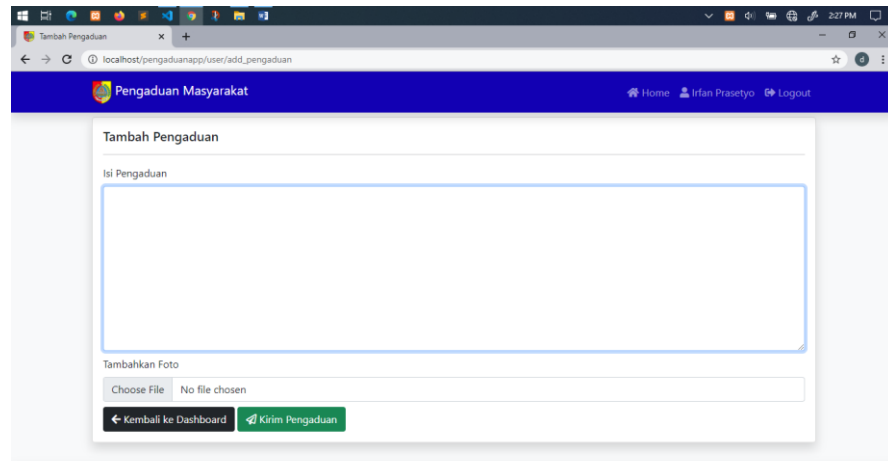 2:27 PM
Tambah Pengaduan
localhost/pengaduanapp/user/add_pengaduan
d
Pengaduan Masyarakat
Home Irfan Prasetyo Logout
Tambah Pengaduan
Isi Pengaduan
Tambahkan Foto
Choose File No file chosen
Kembali ke Dashboard Kirim Pengaduan